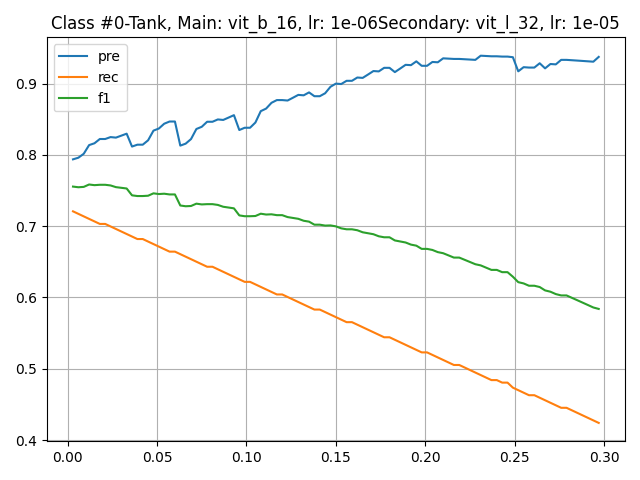 Class #0-Tank, Main: vit_b_16, lr: 1e-06Secondary: vit_l_32, lr: 1e-05
pre
rec
f1
0.9
0.8
0.7
0.6
0.5
0.4
0.00 0.05 0.10 0.15 0.20 0.25 0.30